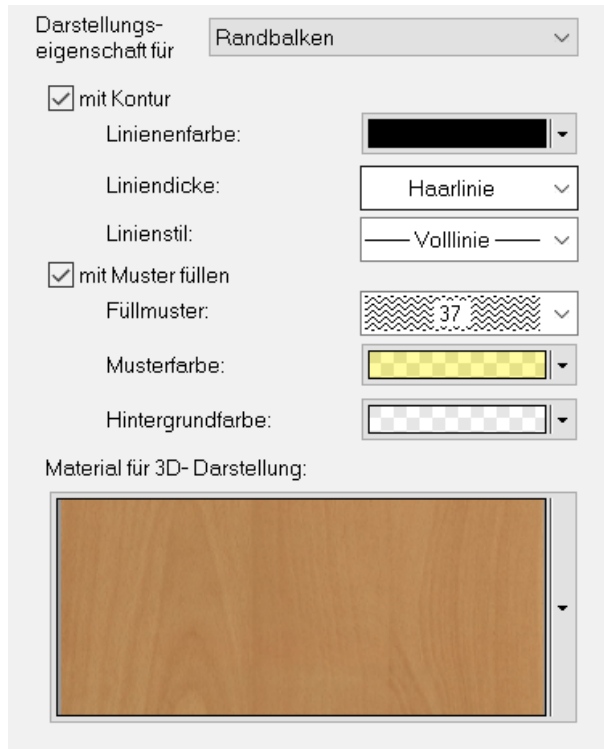 Darstellungs-
eigenschaft für
Randbalken
mit Kontur
Linienenfarbe:
Liniendicke:
Haarlinie
Linienstil:
Volllinie
mit Muster füllen
Füllmuster:
37
Musterfarbe:
Hintergrundfarbe:
Material für 3D- Darstellung: